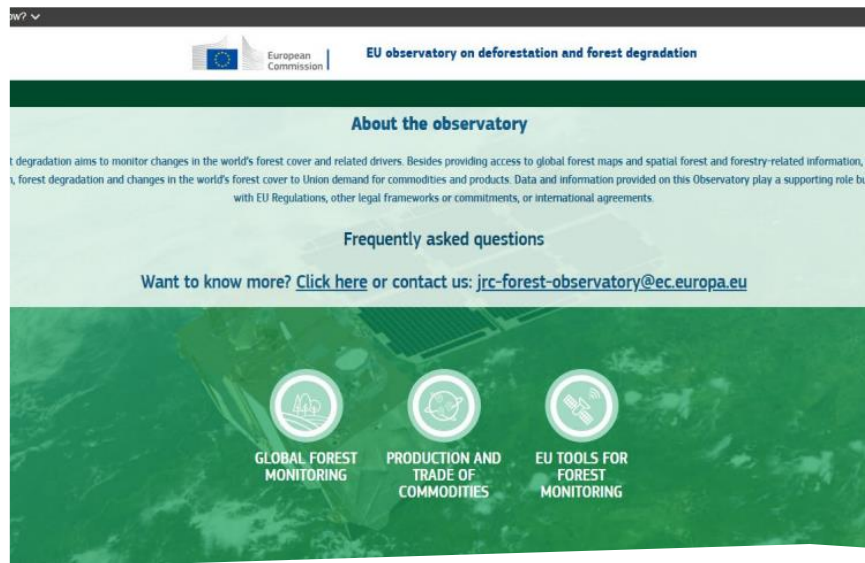 ow?
European
Commission
EU observatory on deforestation and forest degradation
About the observatory
t degradation aims to monitor changes in the world's forest cover and related drivers. Besides providing access to global forest maps and spatial forest and forestry-related information,
, forest degradation and changes in the world's forest cover to Union demand for commodities and products. Data and information provided on this Observatory play a supporting role bu
with EU Regulations, other legal frameworks or commitments, or international agreements.
Frequently asked questions
Want to know more? Click here or contact us: jrc-forest-observatory@ec.europa.eu
GLOBAL FOREST
MONITORING
PRODUCTION AND
TRADE OF
COMMODITIES
EU TOOLS FOR
FOREST
MONITORING